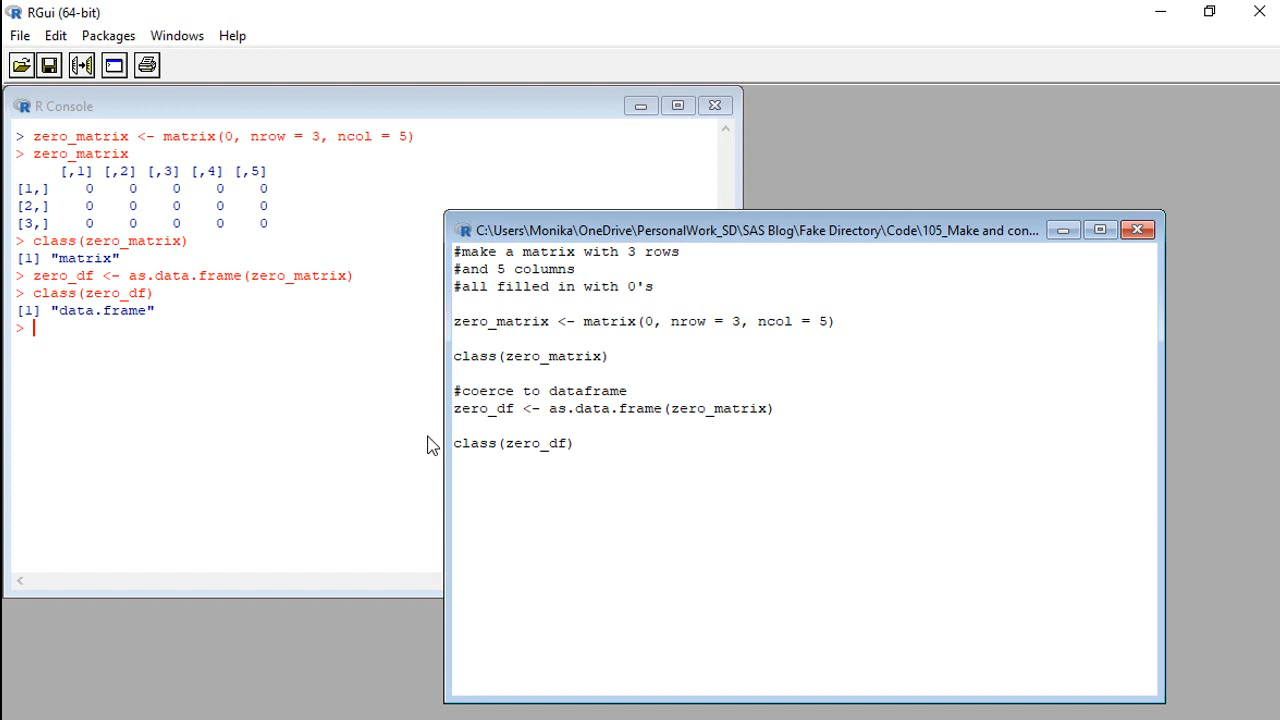 RGui (64-bit)
File Edit Packages Windows Help
R Console
> zero_matrix <- matrix(0, nrow = 3, ncol = 5)
> zero_matrix
     [,1] [,2] [,3] [,4] [,5]
[1,]    0    0    0    0    0
[2,]    0    0    0    0    0
[3,]    0    0    0    0    0
> class(zero_matrix)
[1] "matrix"
> zero_df <- as.data.frame(zero_matrix)
> class(zero_df)
[1] "data.frame"
>
C:\Users\Monika\OneDrive\PersonalWork_SD\SAS Blog\Fake Directory\Code\105_Make and con...
#make a matrix with 3 rows
#and 5 columns
#all filled in with 0's
zero_matrix <- matrix(0, nrow = 3, ncol = 5)
class(zero_matrix)
#coerce to dataframe
zero_df <- as.data.frame(zero_matrix)
class(zero_df)